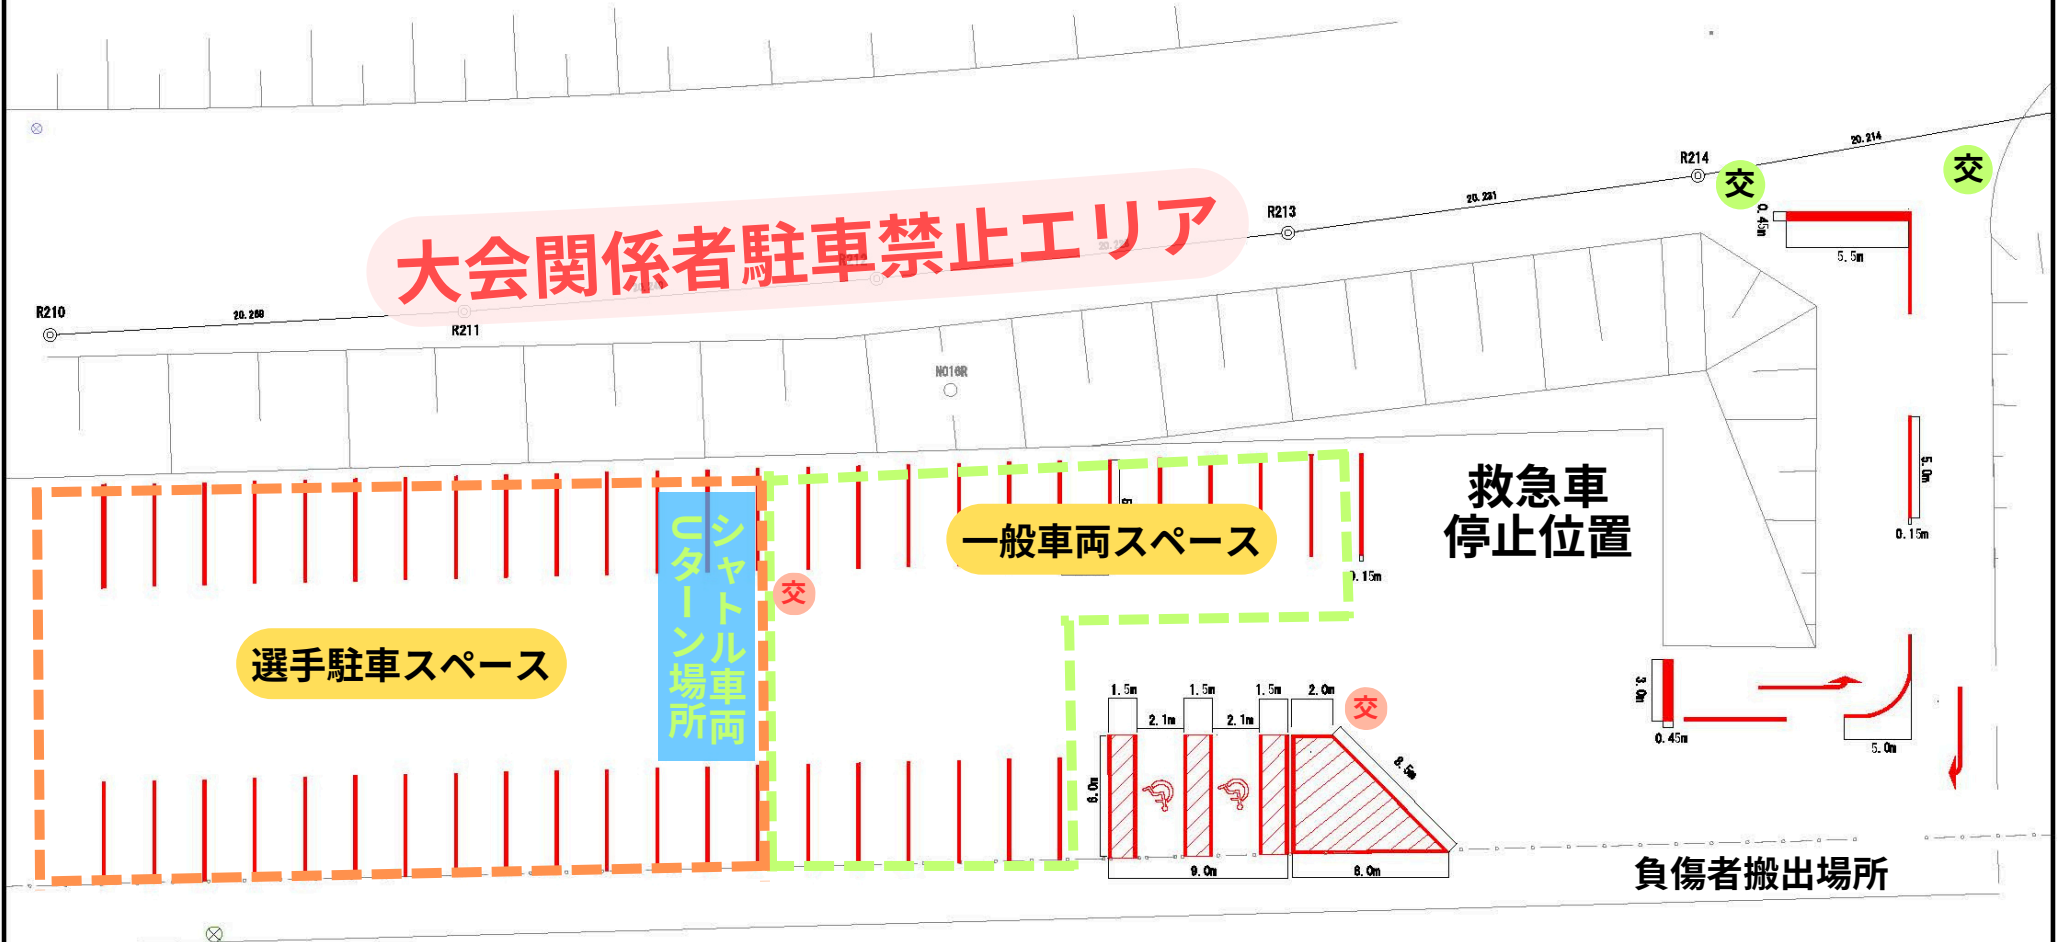 20.214
R214
交
交
20.231
R213
0.45m
5.5m
大会関係者駐車禁止エリア
R210
20.269
R211
N016R
救急車
停止位置
5.0m
0.15m
一般車両スペース
0.15m
シャトル車両
Uターン場所
交
選手駐車スペース
1.5m
1.5m
1.5m
2.0m
交
2.1m
2.1m
3.0m
0.45m
5.0m
6.0m
8.5m
9.0m
8.0m
負傷者搬出場所